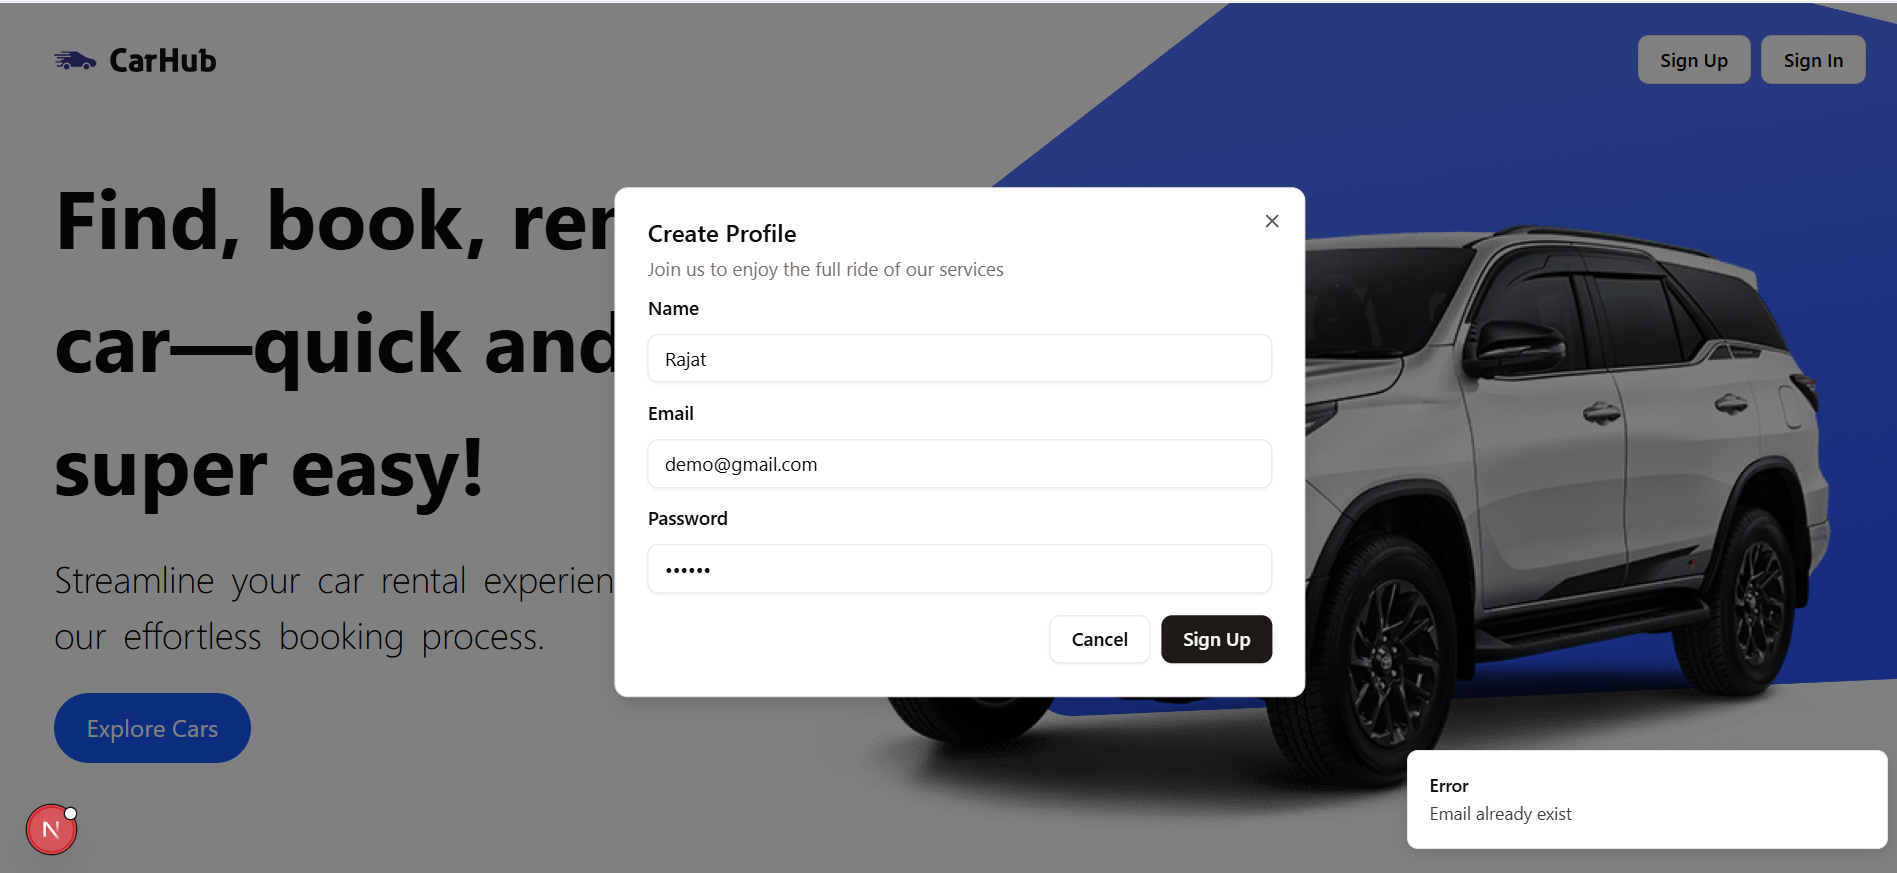 CarHub
Sign Up
Sign In
Find, book, ren
car—quick and
super easy!
Streamline your car rental experien
our effortless booking process.
Explore Cars
Create Profile
Join us to enjoy the full ride of our services
Name
Rajat
Email
demo@gmail.com
Password
••••••
Cancel
Sign Up
Error
Email already exist
N